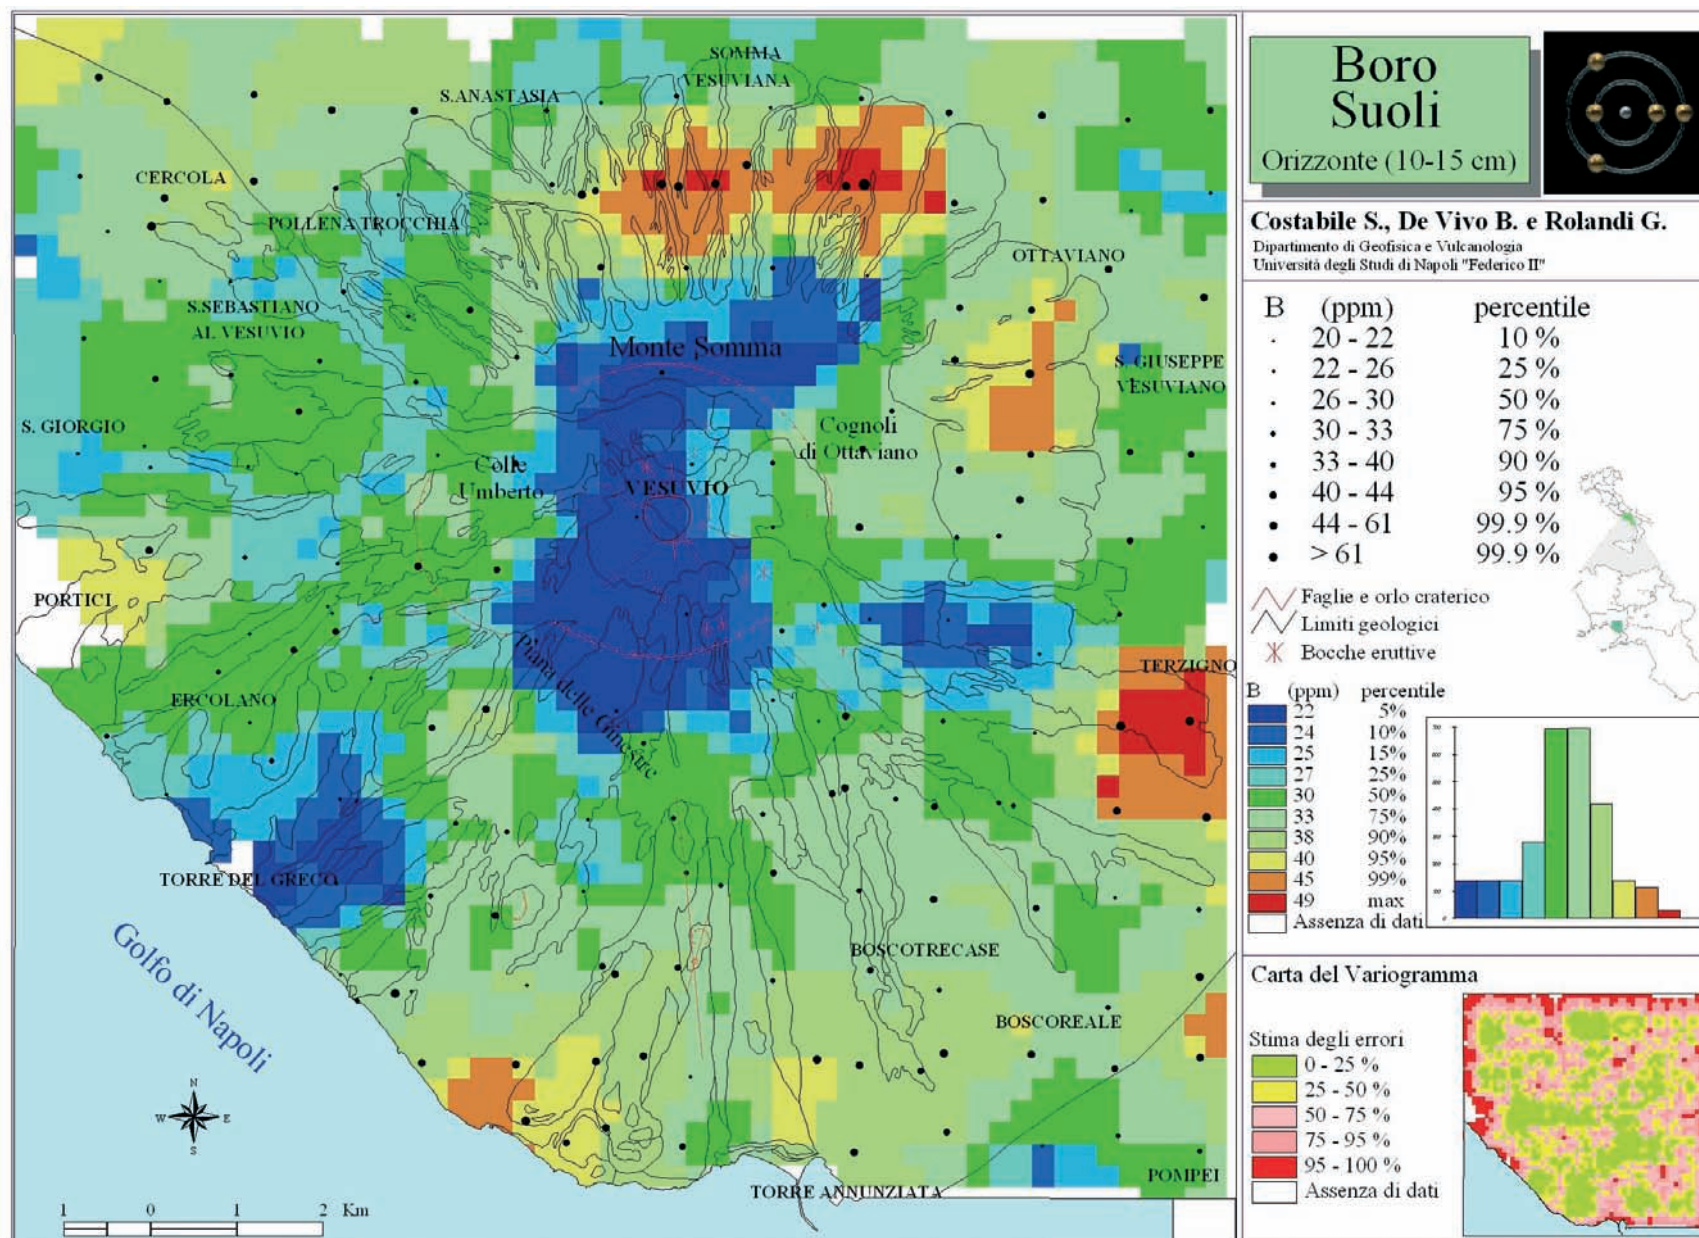 SOMMA
VESUVIANA
S.ANASTASIA
CERCOLA
POLLENA TROCCHIA
OTTAVIANO
S.SEBASTIANO
AL VESUVIO
Monte Somma
S. GIUSEPPE
VESUVIANO
S. GIORGIO
Cognoli
di Ottaviano
Colle
Umberto
VESUVIO
PORTICI
Piana delle Ginestre
TERZIGNO
ERCOLANO
TORRE DEL GRECO
BOSCOTRECASE
Golfo di Napoli
BOSCOREALE
N
W E
S
POMPEI
TORRE ANNUNZIATA
1 0 1 2 Km
Boro
Suoli
Orizzonte (10-15 cm)
Costabile S., De Vivo B. e Rolandi G.
Dipartimento di Geofisica e Vulcanologia
Università degli Studi di Napoli "Federico II"
B (ppm) percentile
20 - 22 10 %
22 - 26 25 %
26 - 30 50 %
30 - 33 75 %
33 - 40 90 %
40 - 44 95 %
44 - 61 99.9 %
> 61 99.9 %
Faglie e orlo craterico
Limiti geologici
Bocche eruttive
B (ppm) percentile
22 5%
24 10%
25 15%
27 25%
30 50%
33 75%
38 90%
40 95%
45 99%
49 max
Assenza di dati
Carta del Variogramma
Stima degli errori
0 - 25 %
25 - 50 %
50 - 75 %
75 - 95 %
95 - 100 %
Assenza di dati